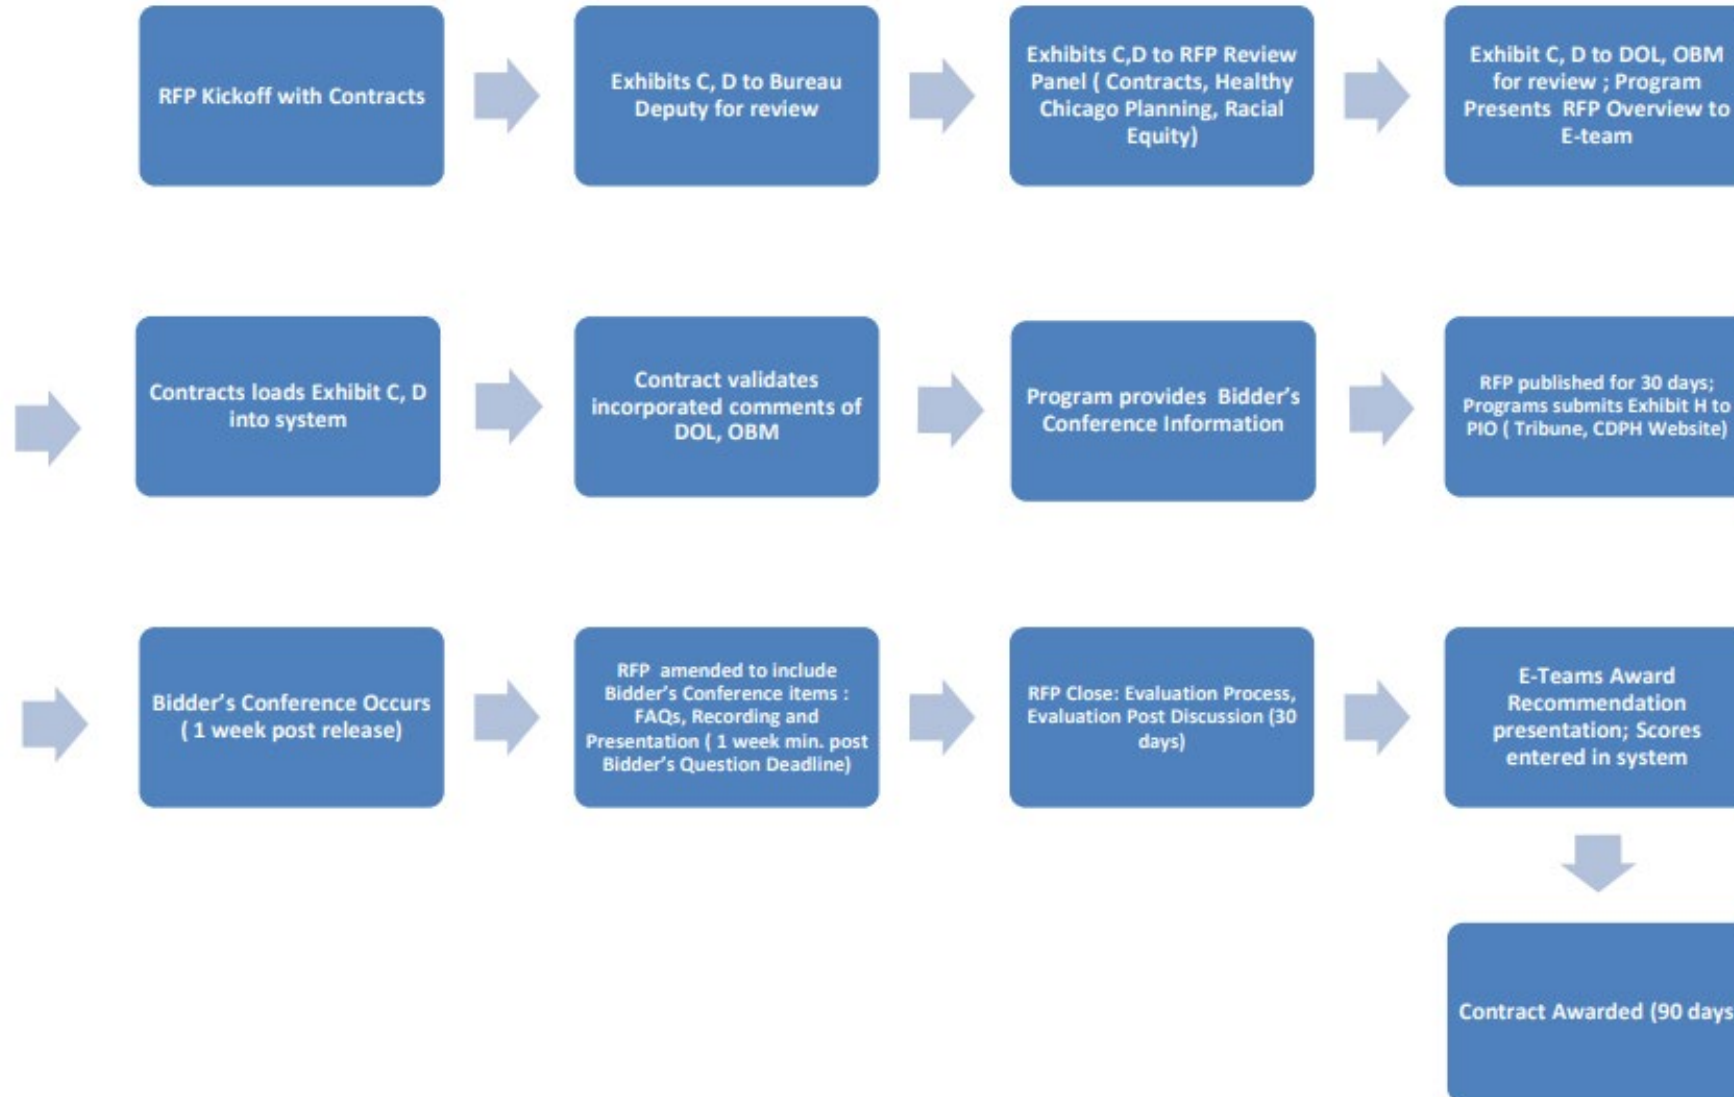 RFP Kickoff with Contracts
Exhibits C, D to Bureau
Deputy for review
Exhibits C,D to RFP Review
Panel ( Contracts, Healthy
Chicago Planning, Racial
Equity)
Exhibit C, D to DOL, OBM
for review ; Program
Presents RFP Overview to
E-team
Contracts loads Exhibit C, D
into system
Contract validates
incorporated comments of
DOL, OBM
Program provides Bidder's
Conference Information
RFP published for 30 days;
Programs submits Exhibit H to
PIO ( Tribune, CDPH Website)
Bidder's Conference Occurs
( 1 week post release)
RFP amended to include
Bidder's Conference items :
FAQs, Recording and
Presentation ( 1 week min. post
Bidder's Question Deadline)
RFP Close: Evaluation Process,
Evaluation Post Discussion (30
days)
E-Teams Award
Recommendation
presentation; Scores
entered in system
Contract Awarded (90 days